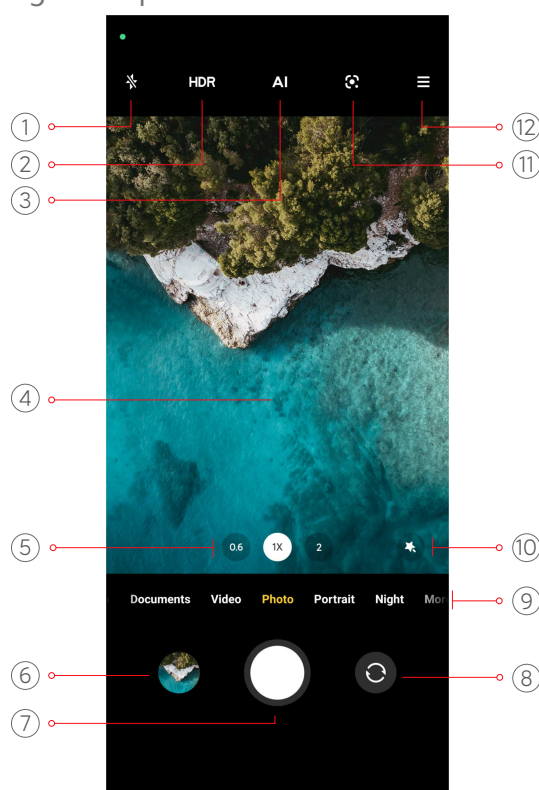 HDR AI
① ⑫
② ⑪
③
④
⑤ 0.6 1X 2 ⑩
Documents Video Photo Portrait Night Mor ⑨
⑥ ⑧
⑦